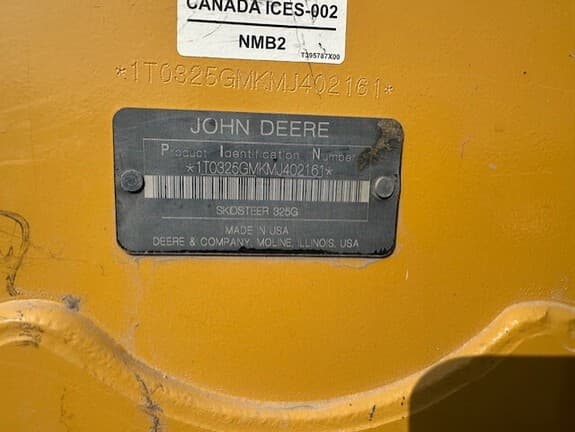 CANADA ICES-002
NMB2
T395787X00
*1T0325GMKMJ402161*
JOHN DEERE
Product Identification Number
*1T0325GMKMJ402161*
SKIDSTEER 325G
MADE IN USA
DEERE & COMPANY, MOLINE, ILLINOIS, USA